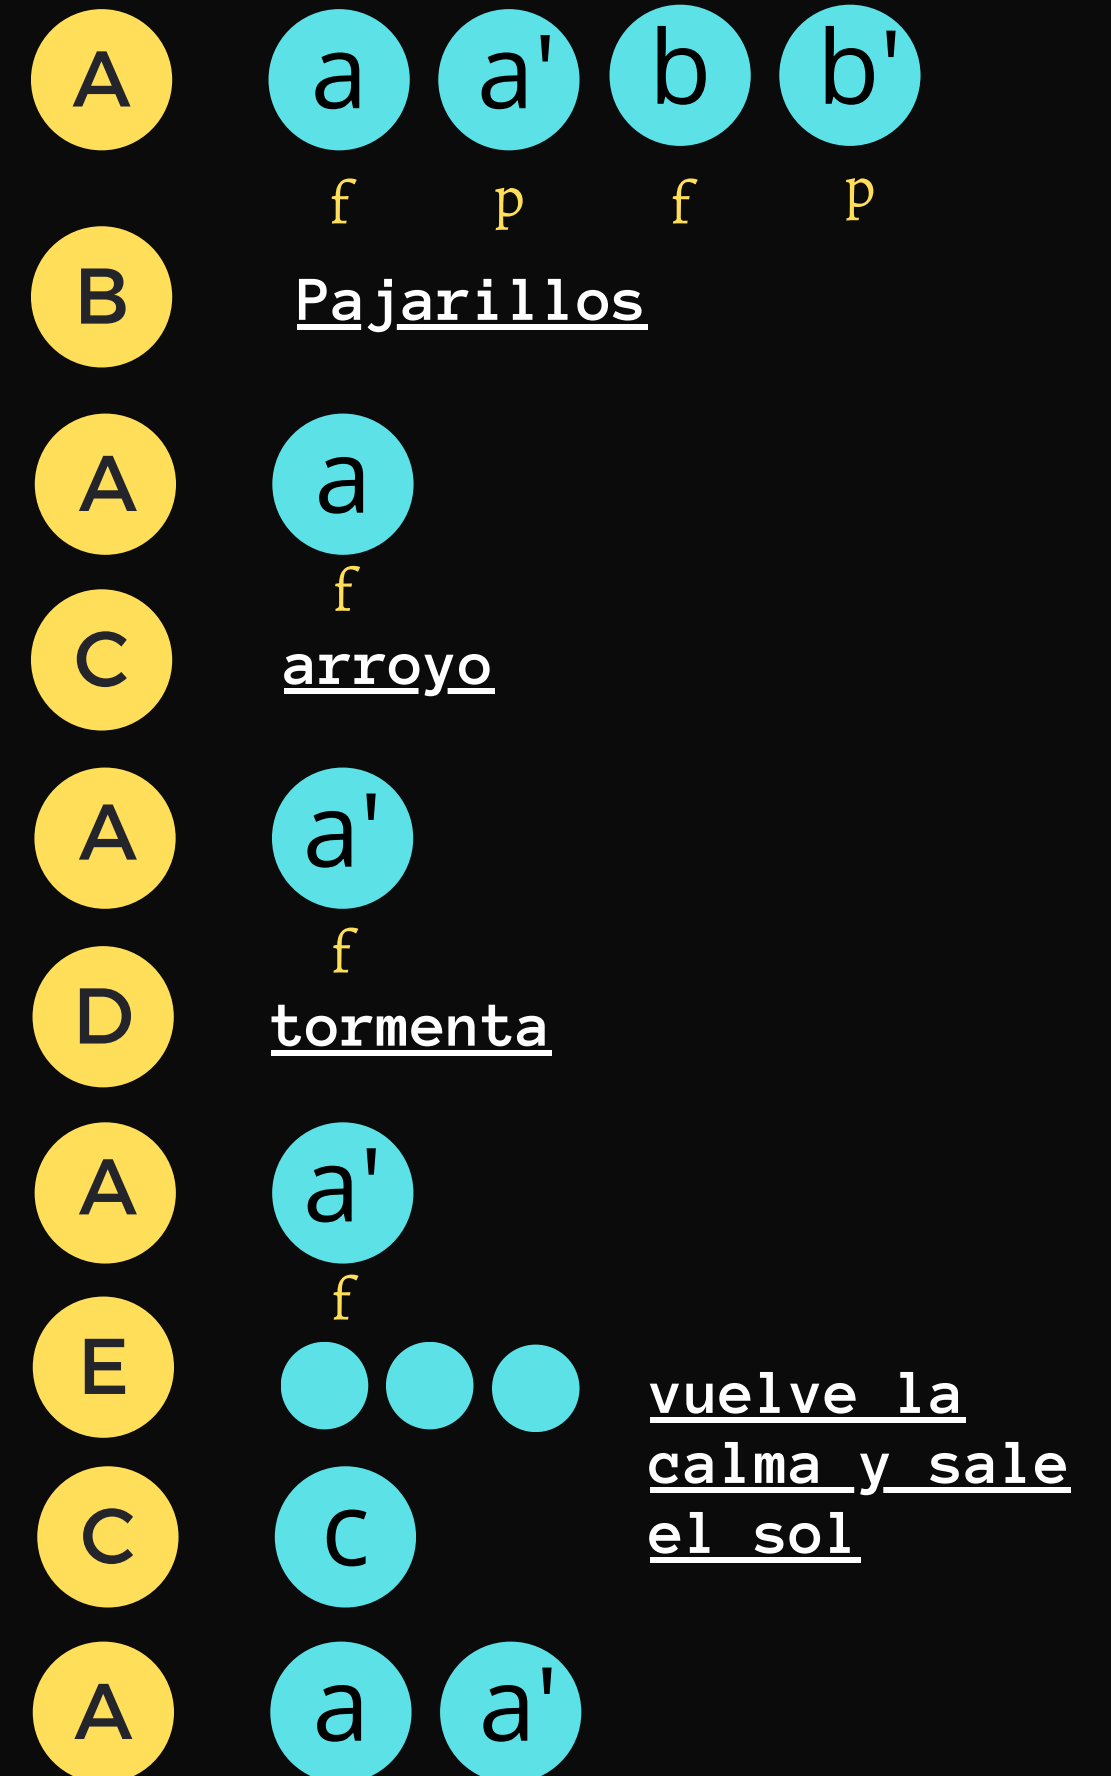 A a a' b b'
f p f p
B Pajarillos
A a
f
C arroyo
A a'
f
D tormenta
A a'
f
E vuelve la
calma y sale
C c el sol
A a a'